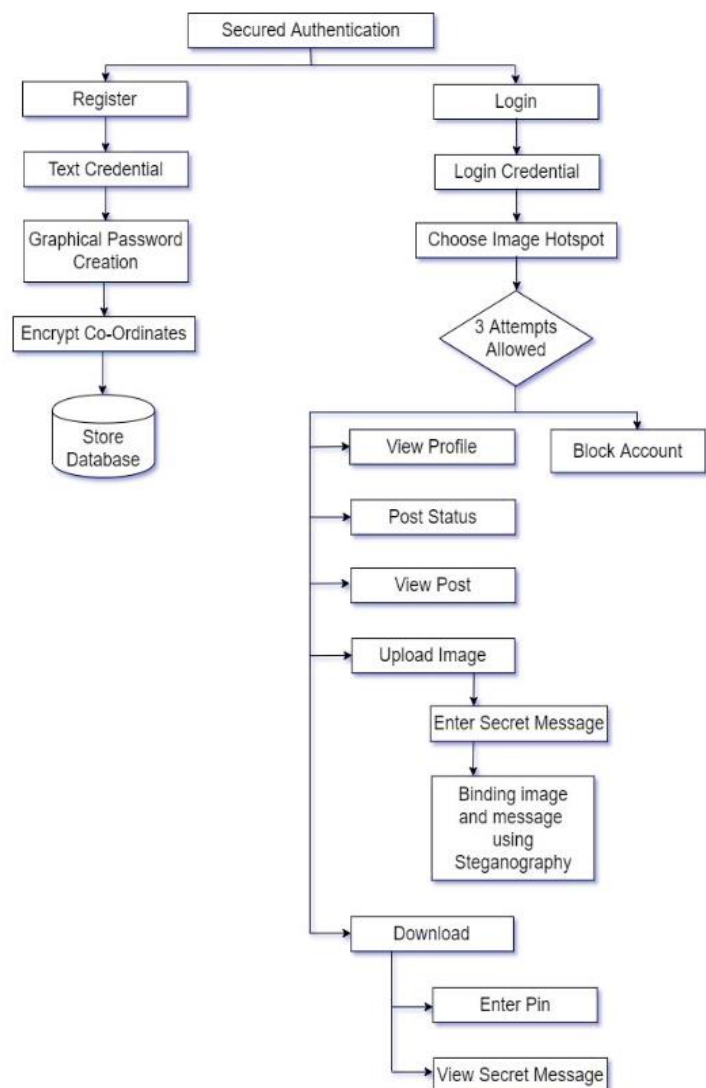 Secured Authentication
Register
Login
Text Credential
Login Credential
Graphical Password
Creation
Choose Image Hotspot
Encrypt Co-Ordinates
3 Attempts
Allowed
Store
Database
View Profile
Block Account
Post Status
View Post
Upload Image
Enter Secret Message
Binding image
and message
using
Steganography
Download
Enter Pin
View Secret Message